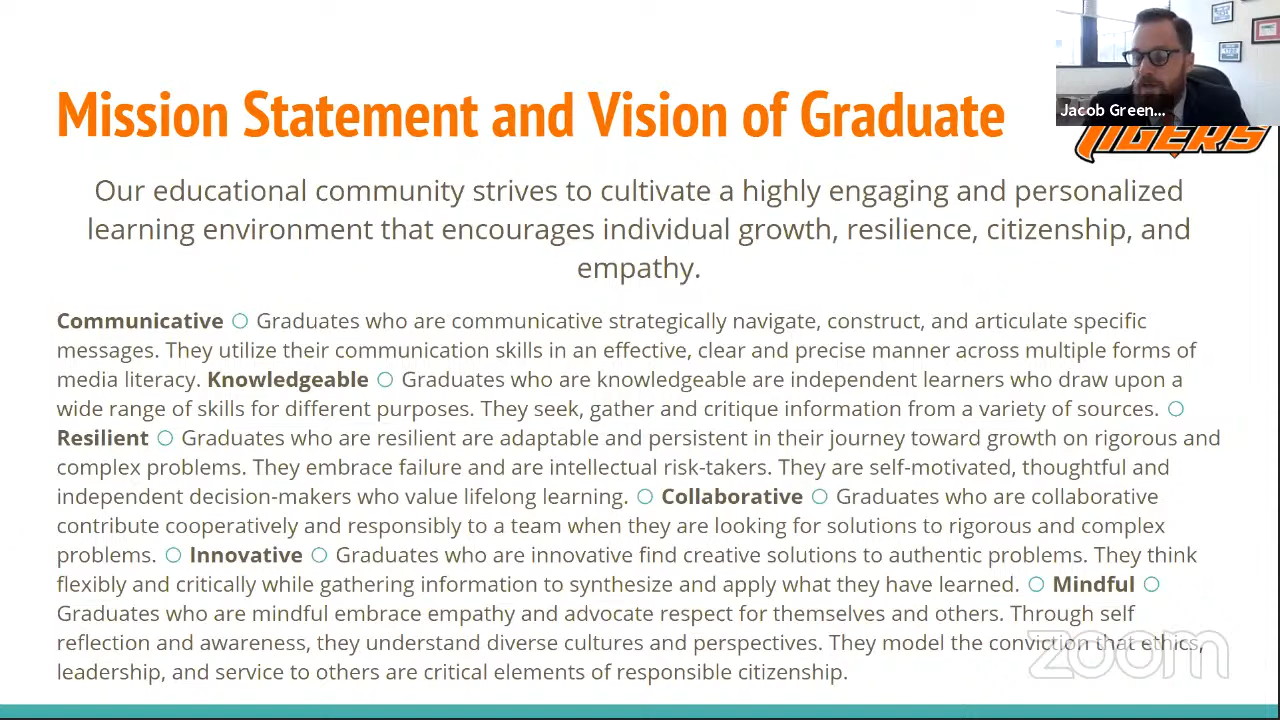 Mission Statement and Vision of Graduate
Jacob Green...
TIGERS
Our educational community strives to cultivate a highly engaging and personalized
learning environment that encourages individual growth, resilience, citizenship, and
empathy.
Communicative ○ Graduates who are communicative strategically navigate, construct, and articulate specific
messages. They utilize their communication skills in an effective, clear and precise manner across multiple forms of
media literacy. Knowledgeable ○ Graduates who are knowledgeable are independent learners who draw upon a
wide range of skills for different purposes. They seek, gather and critique information from a variety of sources. ○
Resilient ○ Graduates who are resilient are adaptable and persistent in their journey toward growth on rigorous and
complex problems. They embrace failure and are intellectual risk-takers. They are self-motivated, thoughtful and
independent decision-makers who value lifelong learning. ○ Collaborative ○ Graduates who are collaborative
contribute cooperatively and responsibly to a team when they are looking for solutions to rigorous and complex
problems. ○ Innovative ○ Graduates who are innovative find creative solutions to authentic problems. They think
flexibly and critically while gathering information to synthesize and apply what they have learned. ○ Mindful ○
Graduates who are mindful embrace empathy and advocate respect for themselves and others. Through self
reflection and awareness, they understand diverse cultures and perspectives. They model the conviction that ethics,
leadership, and service to others are critical elements of responsible citizenship.
zoom